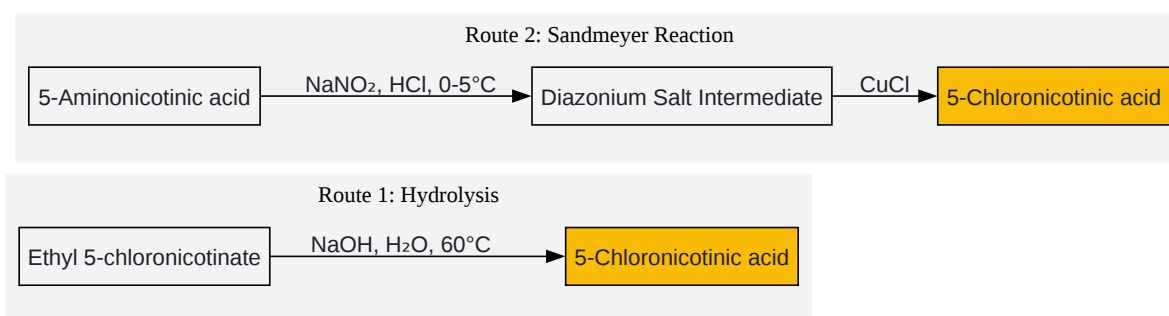 Route 2: Sandmeyer Reaction
5-Aminonicotinic acid
NaNO₂, HCl, 0-5°C
Diazonium Salt Intermediate
CuCl
5-Chloronicotinic acid
Route 1: Hydrolysis
Ethyl 5-chloronicotinate
NaOH, H₂O, 60°C
5-Chloronicotinic acid